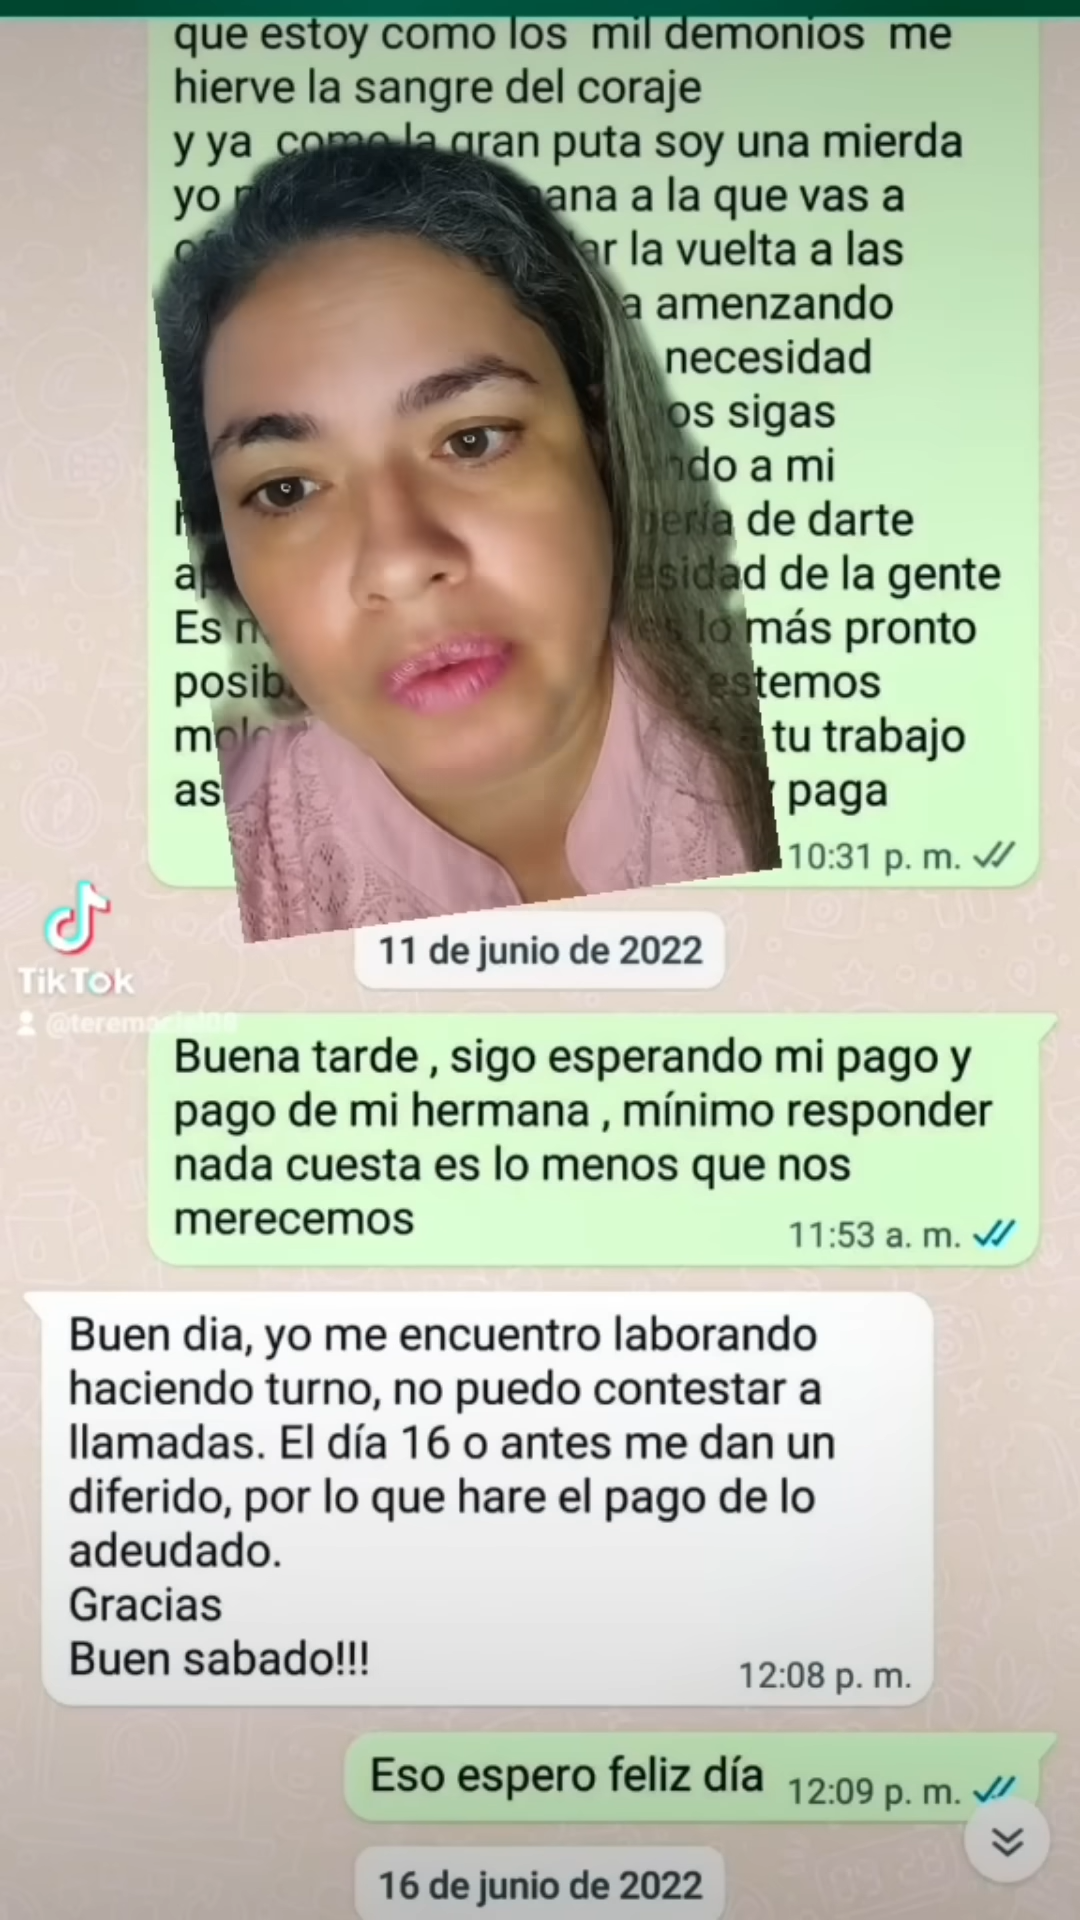 que estoy como los mil demonios me
hierve la sangre del coraje
y ya como la gran puta soy una mierda
yo a la que vas a
la vuelta a las
amenzando
necesidad
sigas
a mi
de darte
de la gente
Es lo más pronto
estemos
tu trabajo
paga
10:31 p. m.
11 de junio de 2022
TikTok
Buena tarde , sigo esperando mi pago y
pago de mi hermana , mínimo responder
nada cuesta es lo menos que nos
merecemos
11:53 a. m.
Buen dia, yo me encuentro laborando
haciendo turno, no puedo contestar a
llamadas. El día 16 o antes me dan un
diferido, por lo que hare el pago de lo
adeudado.
Gracias
Buen sabado!!!
12:08 p. m.
Eso espero feliz día 12:09 p. m.
16 de junio de 2022